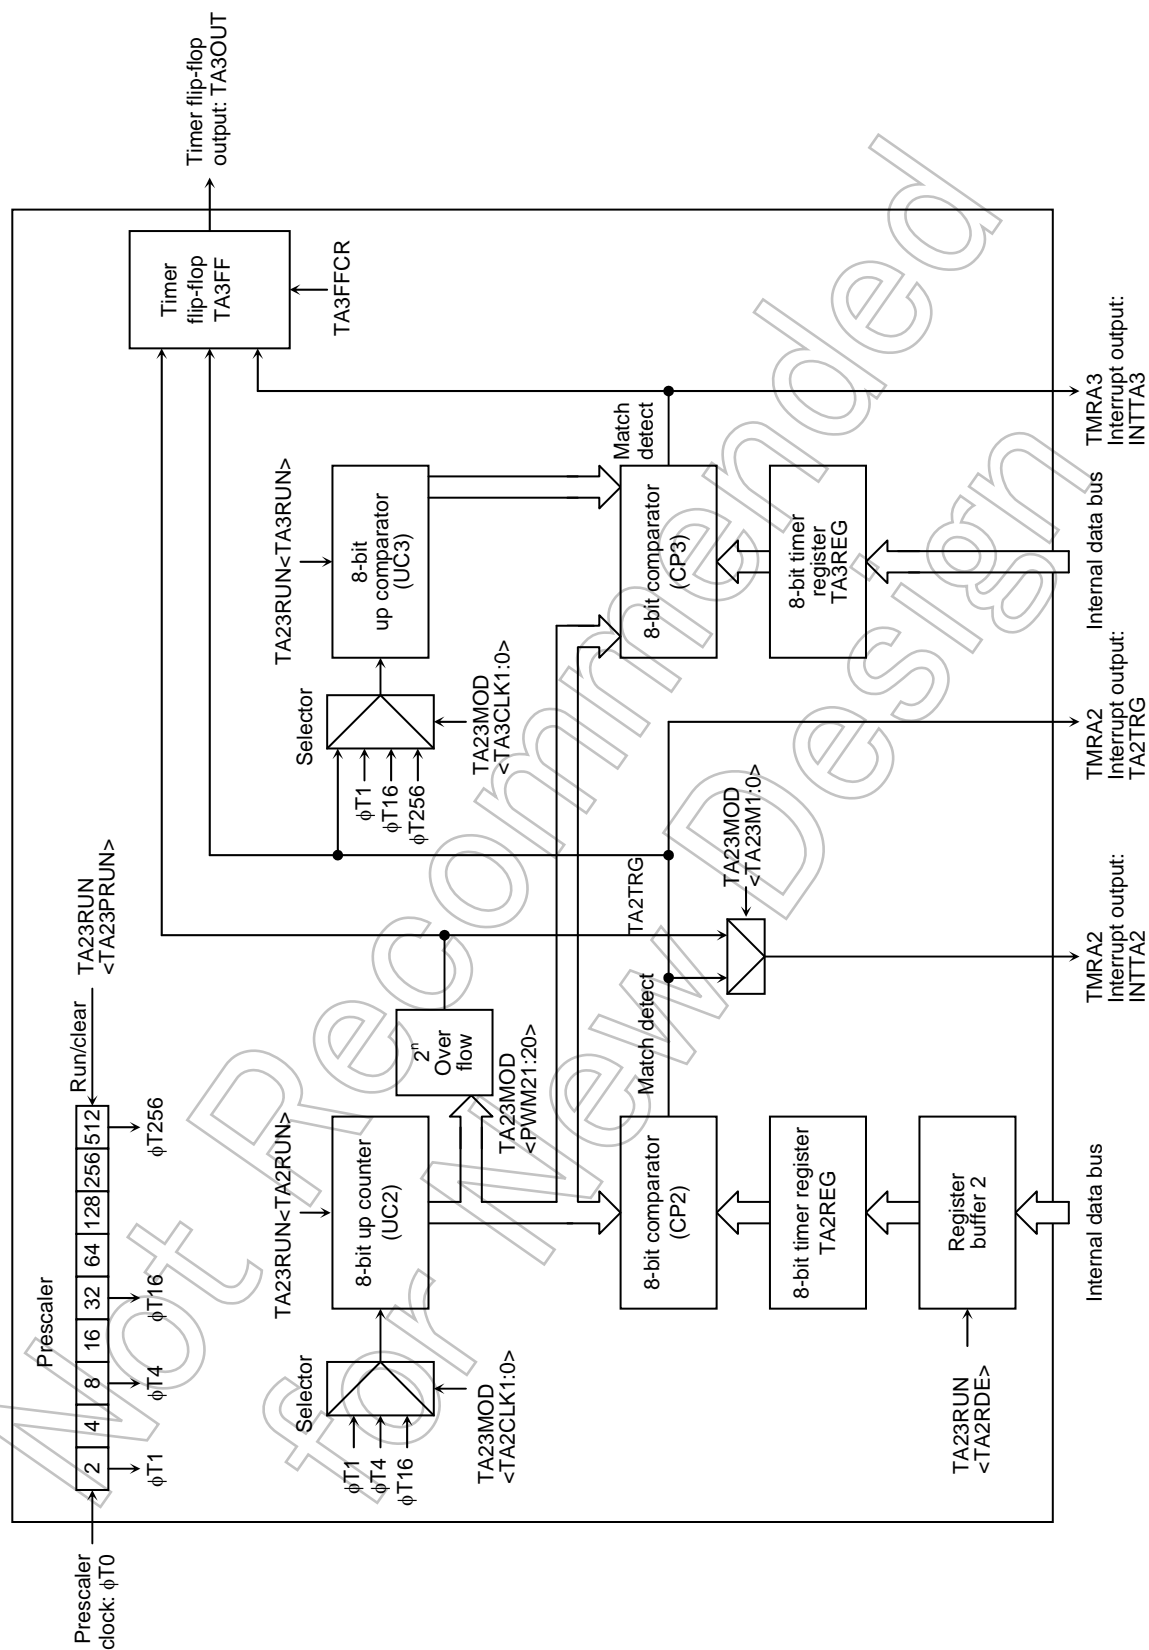 Prescaler
clock: ϕT0
Prescaler
2 4 8 16 32 64 128 256 512
Run/clear
TA23RUN
<TA23PRUN>
ϕT1
ϕT4
ϕT16
ϕT256
Timer flip-flop
output: TA3OUT
Timer
flip-flop
TA3FF
TA3FFCR
Selector
ϕT1
ϕT4
ϕT16
TA23MOD
<TA2CLK1:0>
TA23RUN<TA2RUN>
8-bit up counter
(UC2)
2n
Over
flow
TA23MOD
<PWM21:20>
Selector
ϕT1
ϕT16
ϕT256
TA23MOD
<TA3CLK1:0>
TA23RUN<TA3RUN>
8-bit
up comparator
(UC3)
TA2TRG
8-bit comparator
(CP2)
Match detect
TA23MOD
<TA23M1:0>
8-bit comparator
(CP3)
Match
detect
8-bit timer register
TA2REG
8-bit timer
register
TA3REG
TA23RUN
<TA2RDE>
Register
buffer 2
Internal data bus
TMRA2
Interrupt output:
INTTA2
TMRA2
Interrupt output:
TA2TRG
Internal data bus
TMRA3
Interrupt output:
INTTA3
Not Recommended
for New Design